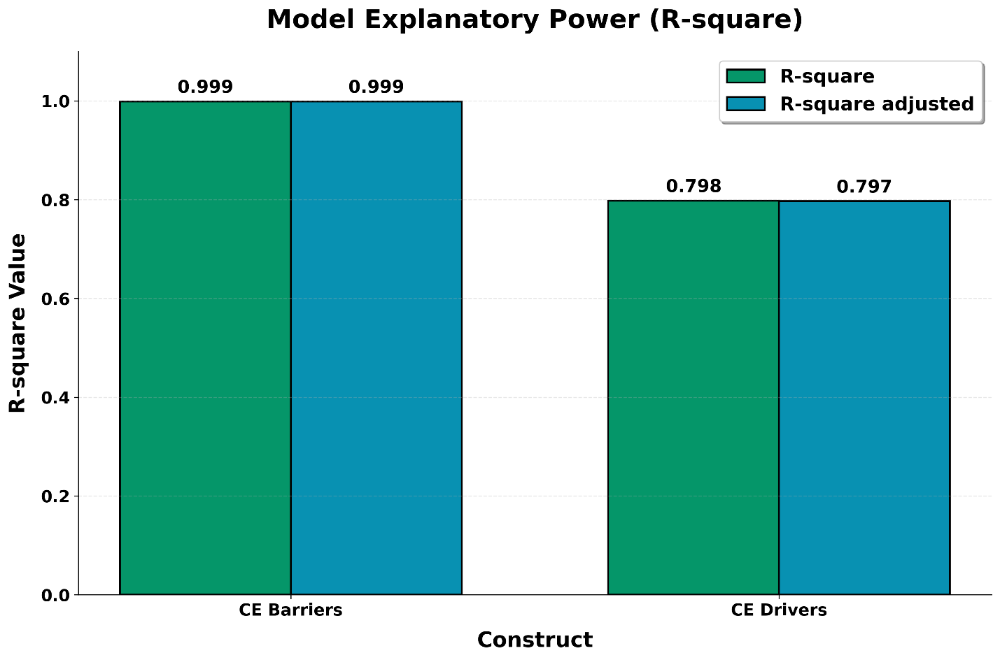 Model Explanatory Power (R-square)
R-square
R-square adjusted
0.999
0.999
0.798
0.797
1.0
0.8
0.6
0.4
0.2
0.0
R-square Value
CE Barriers
CE Drivers
Construct